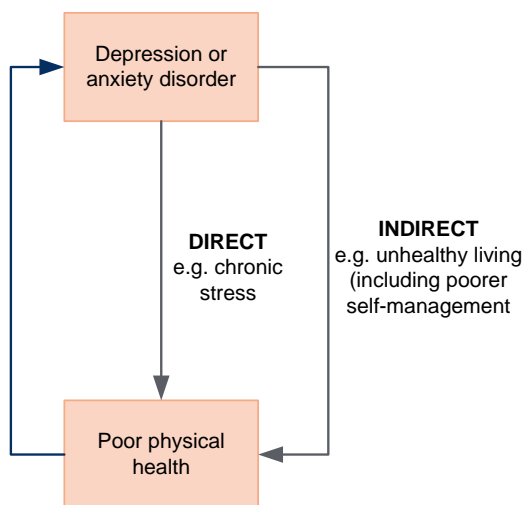 Depression or
anxiety disorder
DIRECT
e.g. chronic
stress
INDIRECT
e.g. unhealthy living
(including poorer
self-management
Poor physical
health